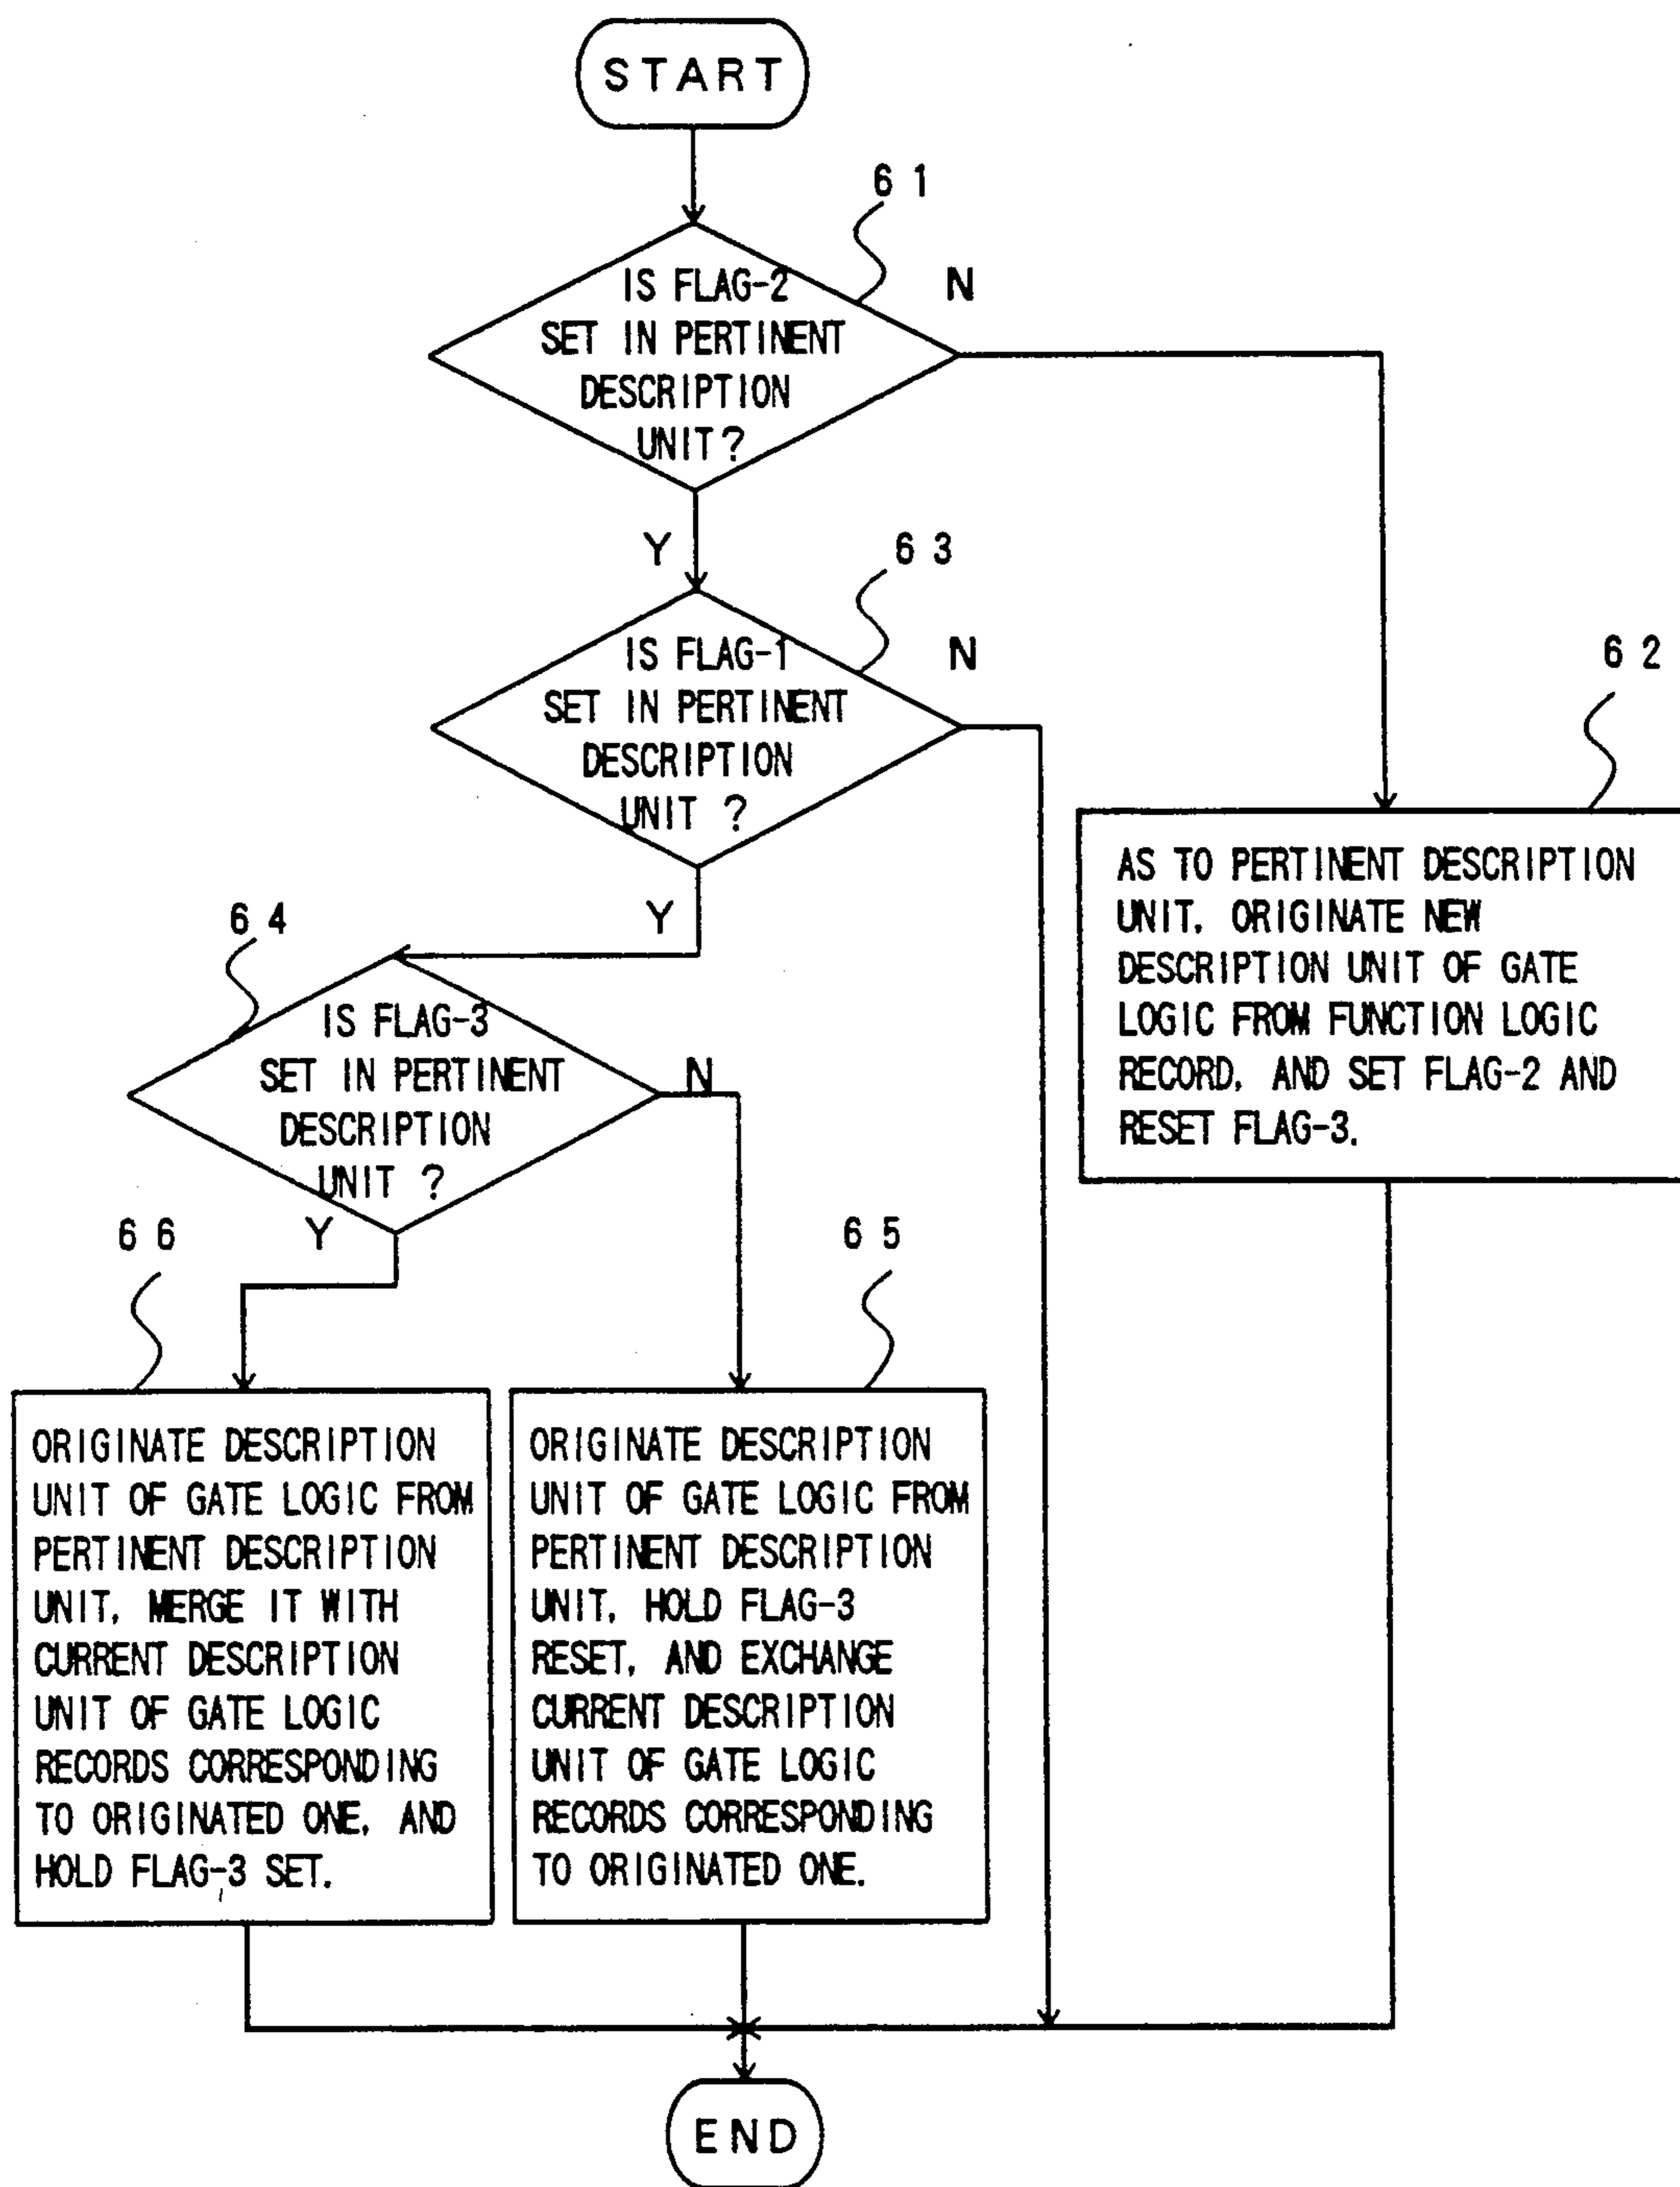 START
6 1
IS FLAG-2
SET IN PERTINENT
DESCRIPTION
UNIT?
N
Y
6 3
IS FLAG-1
SET IN PERTINENT
DESCRIPTION
UNIT ?
N
Y
6 2
AS TO PERTINENT DESCRIPTION
UNIT, ORIGINATE NEW
DESCRIPTION UNIT OF GATE
LOGIC FROM FUNCTION LOGIC
RECORD, AND SET FLAG-2 AND
RESET FLAG-3.
6 4
IS FLAG-3
SET IN PERTINENT
DESCRIPTION
UNIT ?
N
Y
6 6
ORIGINATE DESCRIPTION
UNIT OF GATE LOGIC FROM
PERTINENT DESCRIPTION
UNIT, MERGE IT WITH
CURRENT DESCRIPTION
UNIT OF GATE LOGIC
RECORDS CORRESPONDING
TO ORIGINATED ONE, AND
HOLD FLAG-3 SET.
6 5
ORIGINATE DESCRIPTION
UNIT OF GATE LOGIC FROM
PERTINENT DESCRIPTION
UNIT, HOLD FLAG-3
RESET, AND EXCHANGE
CURRENT DESCRIPTION
UNIT OF GATE LOGIC
RECORDS CORRESPONDING
TO ORIGINATED ONE.
END